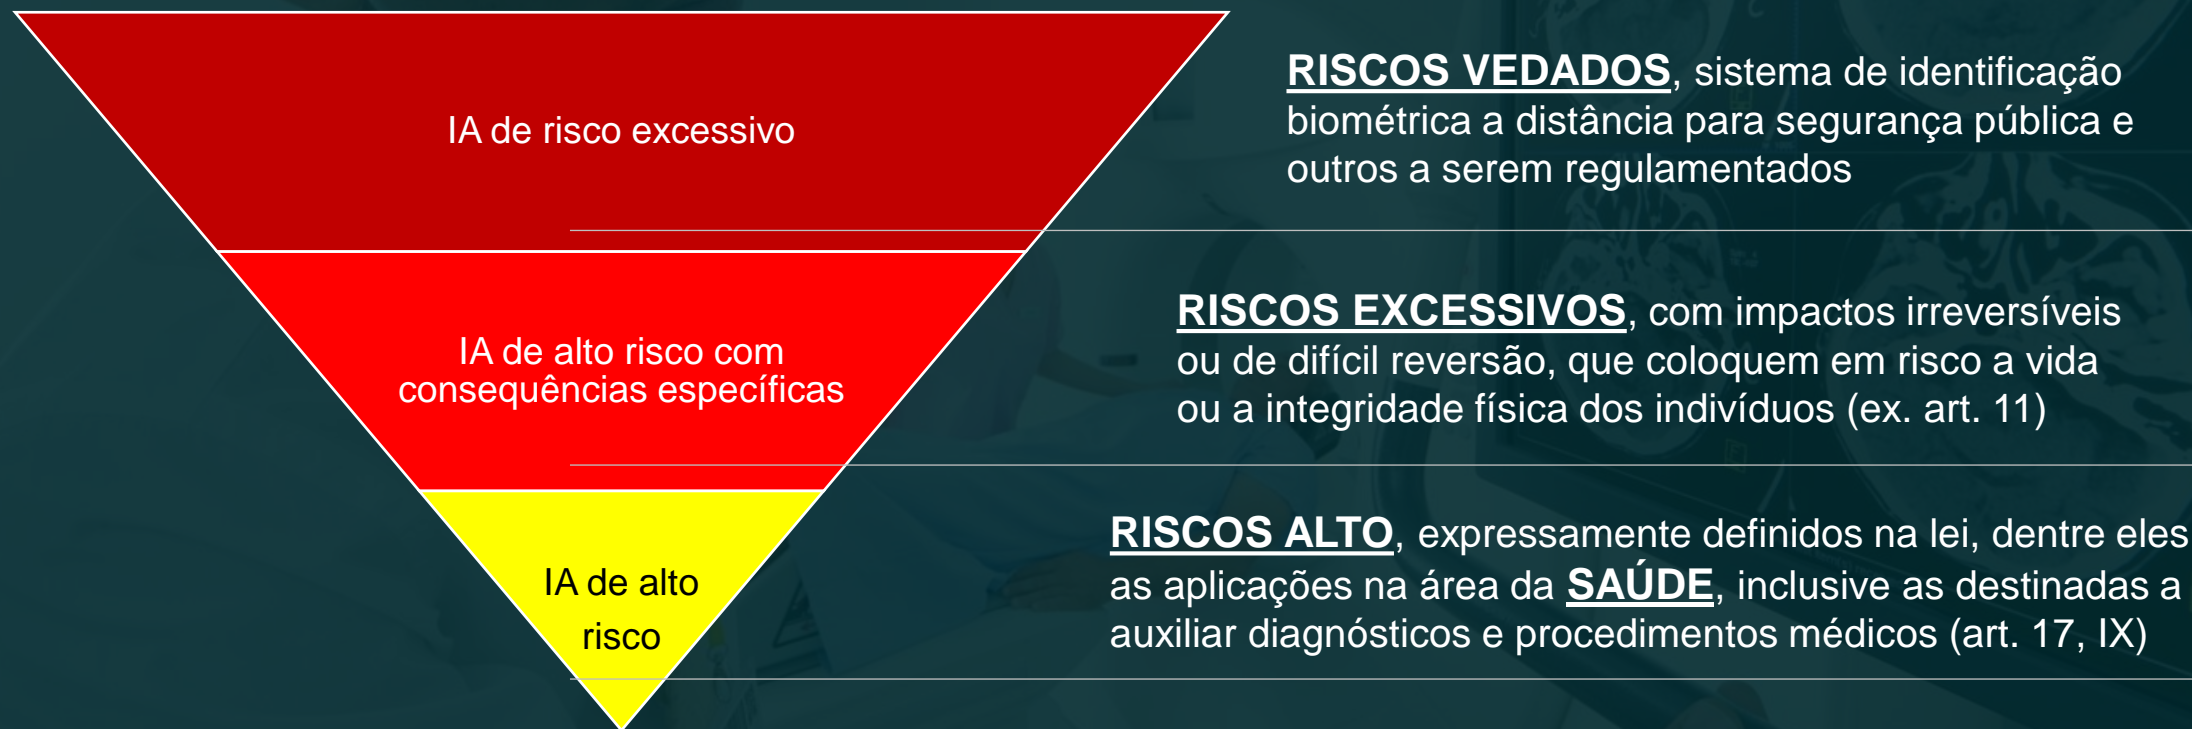 IA de risco excessivo
RISCOS VEDADOS, sistema de identificação
biométrica a distância para segurança pública e
outros a serem regulamentados
IA de alto risco com
consequências específicas
RISCOS EXCESSIVOS, com impactos irreversíveis
ou de difícil reversão, que coloquem em risco a vida
ou a integridade física dos indivíduos (ex. art. 11)
IA de alto
risco
RISCOS ALTO, expressamente definidos na lei, dentre eles
as aplicações na área da SAÚDE, inclusive as destinadas a
auxiliar diagnósticos e procedimentos médicos (art. 17, IX)